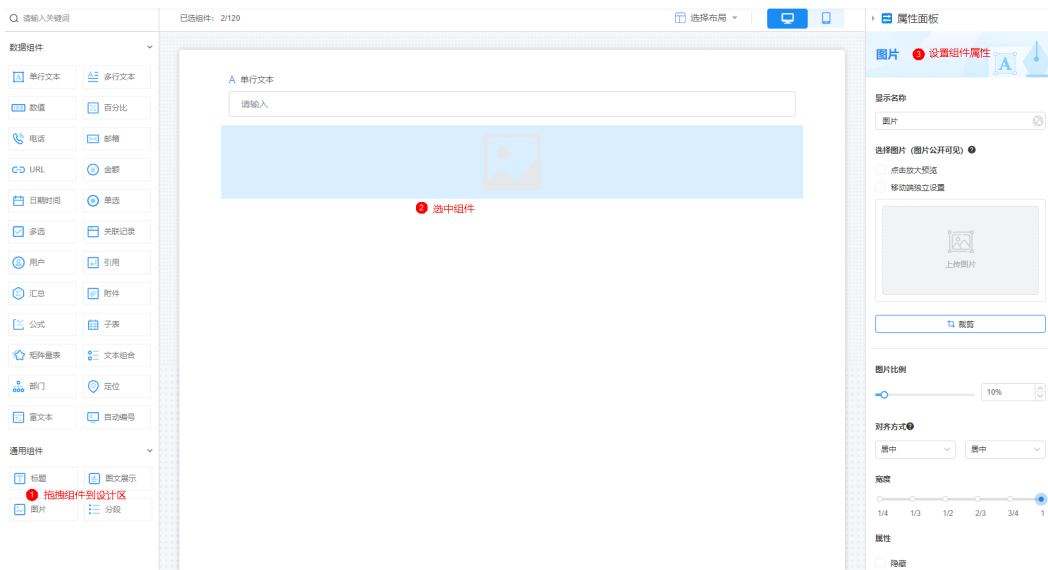 请输入关键词
已选组件：2/120
选择布局
属性面板
数据组件
单行文本
多行文本
数值
百分比
电话
邮箱
URL
金额
日期时间
单选
多选
关联记录
用户
引用
汇总
附件
公式
子表
矩阵量表
文本组合
部门
定位
富文本
自动编号
通用组件
标题
图文展示
1 拖拽组件到设计区
图片
分段
A 单行文本
请输入
2 选中组件
图片
3 设置组件属性
A
显示名称
图片
选择图片（图片公开可见）
点击放大预览
移动端独立设置
上传图片
裁剪
图片比例
10%
对齐方式
居中
居中
宽度
1/4 1/3 1/2 2/3 3/4 1
属性
隐藏